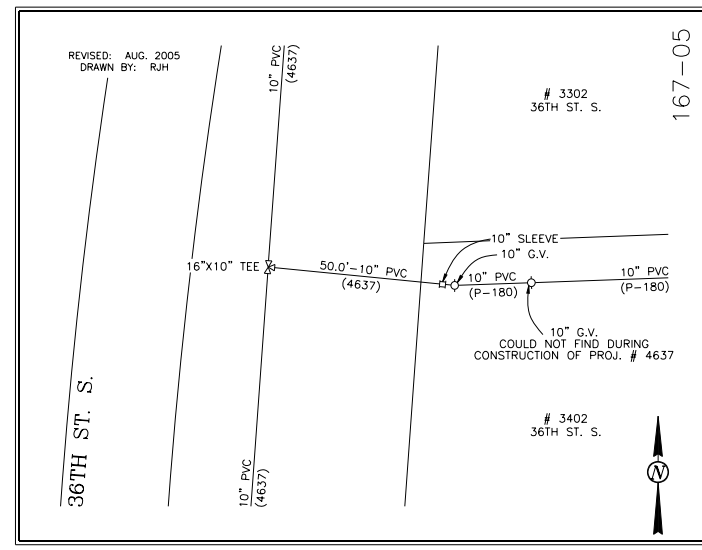 REVISED: AUG. 2005
DRAWN BY: RJH
10" PVC
(4637)
# 3302
36TH ST. S.
167-05
10" SLEEVE
10" G.V.
16"X10" TEE
50.0'-10" PVC
(4637)
10" PVC
(P-180)
10" PVC
(P-180)
10" G.V.
COULD NOT FIND DURING
CONSTRUCTION OF PROJ. # 4637
36TH ST. S.
# 3402
36TH ST. S.
10" PVC
(4637)
N